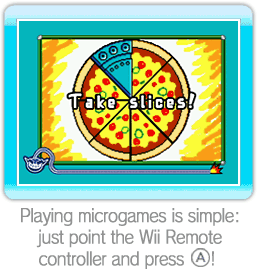 Take slices!
Playing microgames is simple:
just point the Wii Remote
controller and press Ⓐ!